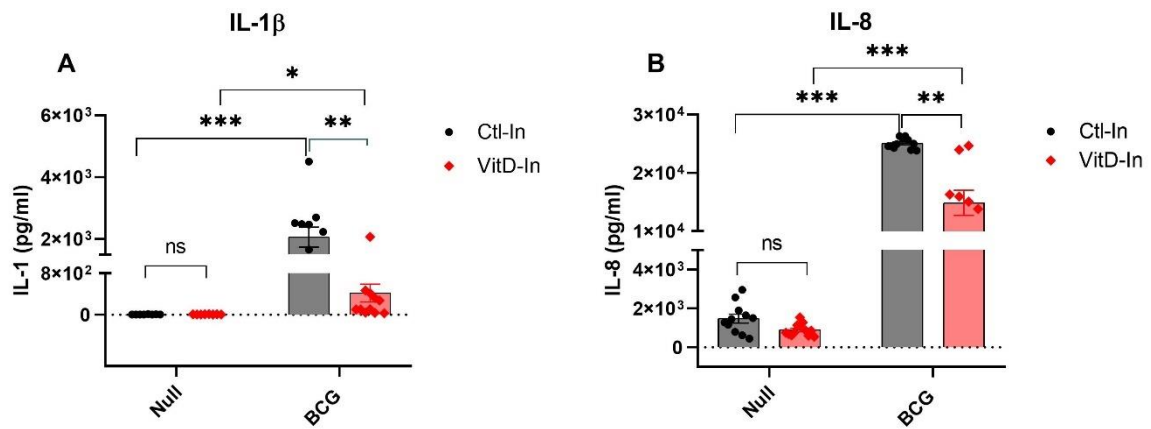 IL-1β
A
*
***
**
ns
6×10³
4×10³
2×10³
8×10²
0
IL-1 (pg/ml)
Null
BCG
Ctl-In
VitD-In
IL-8
B
***
***
**
ns
3×10⁴
2×10⁴
1×10⁴
4×10³
2×10³
0
IL-8 (pg/ml)
Null
BCG
Ctl-In
VitD-In